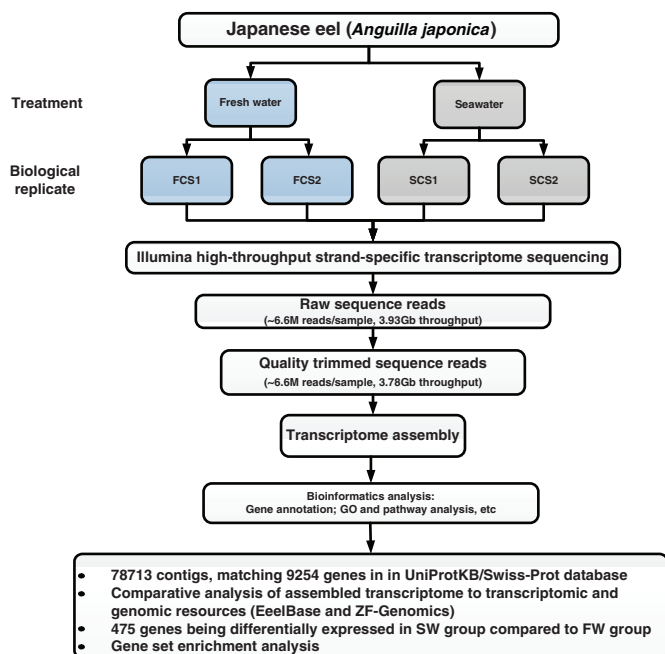 Japanese eel (Anguilla japonica)
Treatment
Fresh water
Seawater
Biological
replicate
FCS1
FCS2
SCS1
SCS2
Illumina high-throughput strand-specific transcriptome sequencing
Raw sequence reads
(~6.6M reads/sample, 3.93Gb throughput)
Quality trimmed sequence reads
(~6.6M reads/sample, 3.78Gb throughput)
Transcriptome assembly
Bioinformatics analysis:
Gene annotation; GO and pathway analysis, etc
• 78713 contigs, matching 9254 genes in in UniProtKB/Swiss-Prot database
• Comparative analysis of assembled transcriptome to transcriptomic and
genomic resources (EeelBase and ZF-Genomics)
• 475 genes being differentially expressed in SW group compared to FW group
• Gene set enrichment analysis